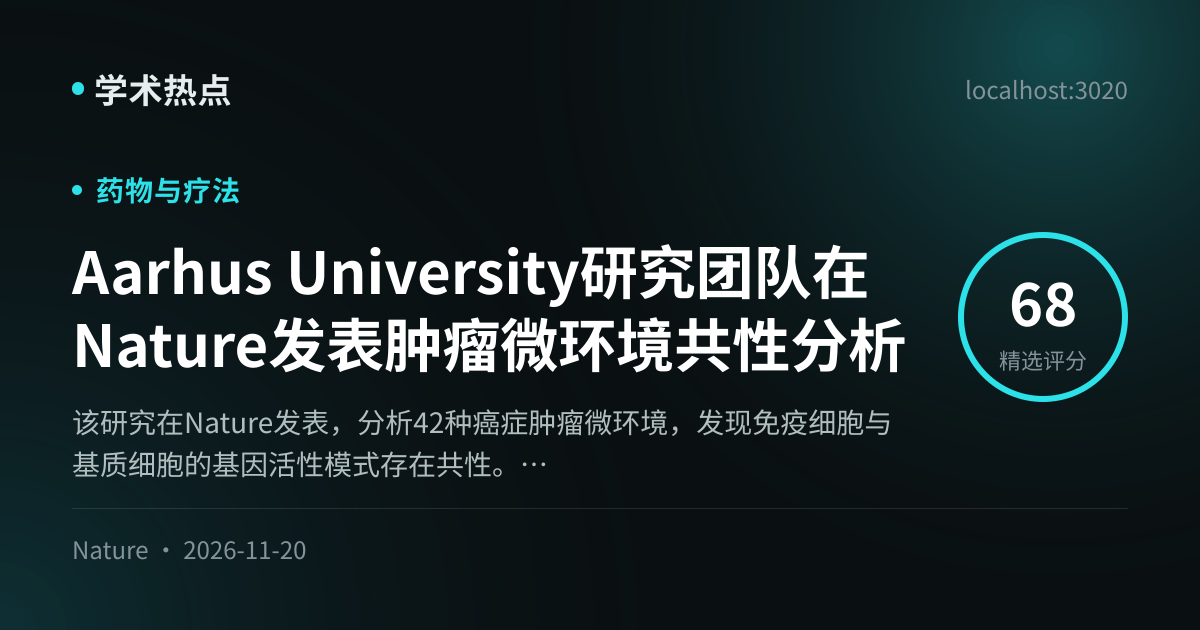 学术热点
localhost:3020
药物与疗法
Aarhus University研究团队在
Nature发表肿瘤微环境共性分析
68
精选评分
该研究在Nature发表，分析42种癌症肿瘤微环境，发现免疫细胞与
基质细胞的基因活性模式存在共性。…
Nature · 2026-11-20